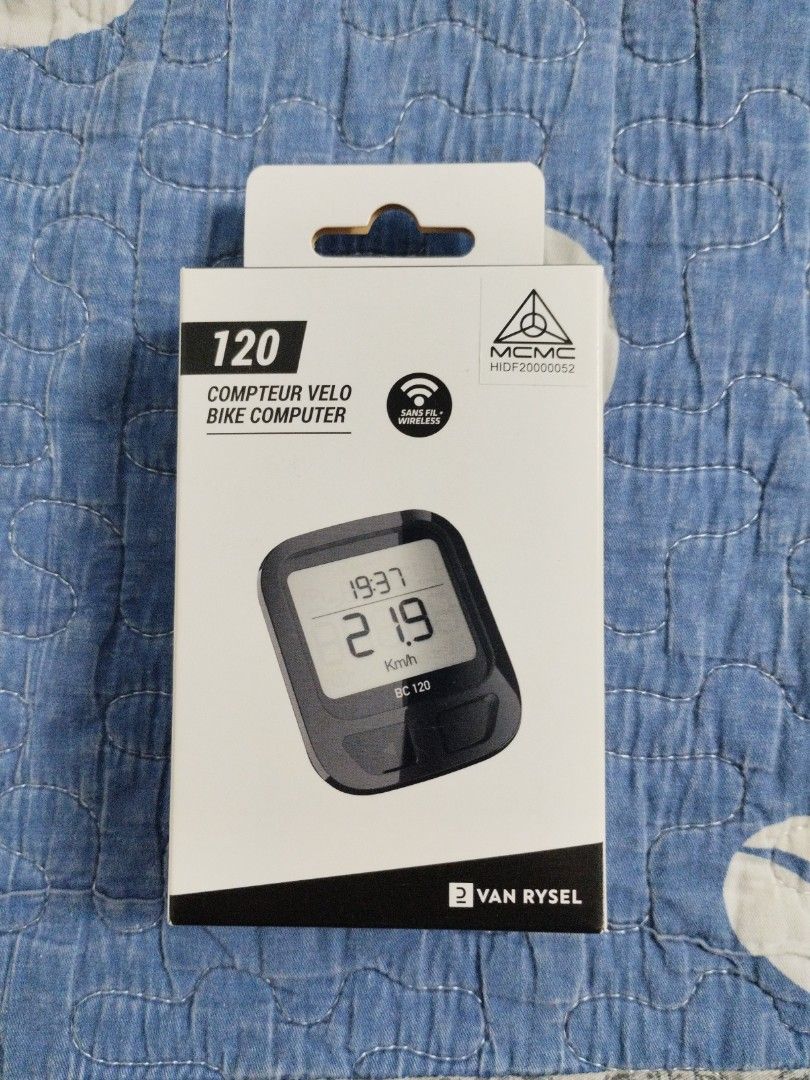 120
COMPTEUR VELO
BIKE COMPUTER
SANS FIL •
WIRELESS
MCMC
HIDF20000052
19:37
21.9
Km/h
BC 120
VAN RYSEL